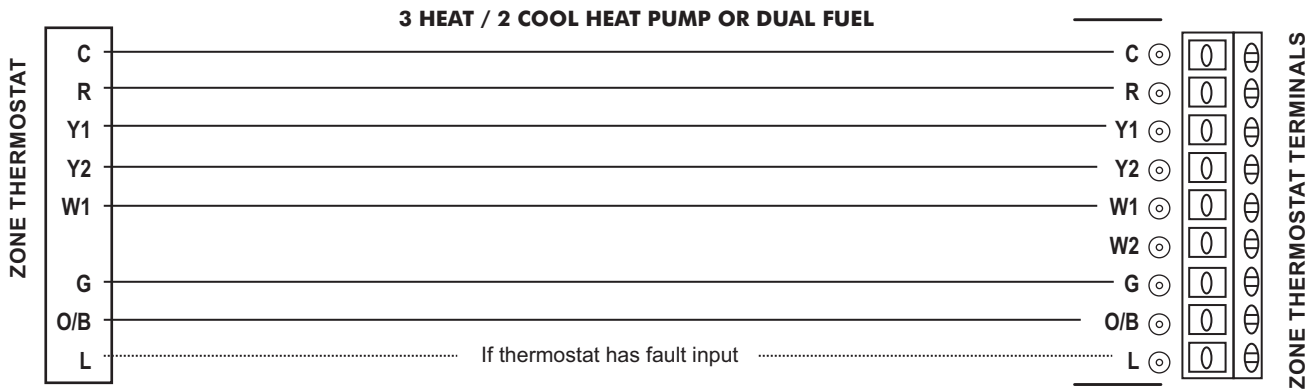 3 HEAT / 2 COOL HEAT PUMP OR DUAL FUEL
ZONE THERMOSTAT
C
R
Y1
Y2
W1
G
O/B
L
If thermostat has fault input
C
R
Y1
Y2
W1
W2
G
O/B
L
ZONE THERMOSTAT TERMINALS